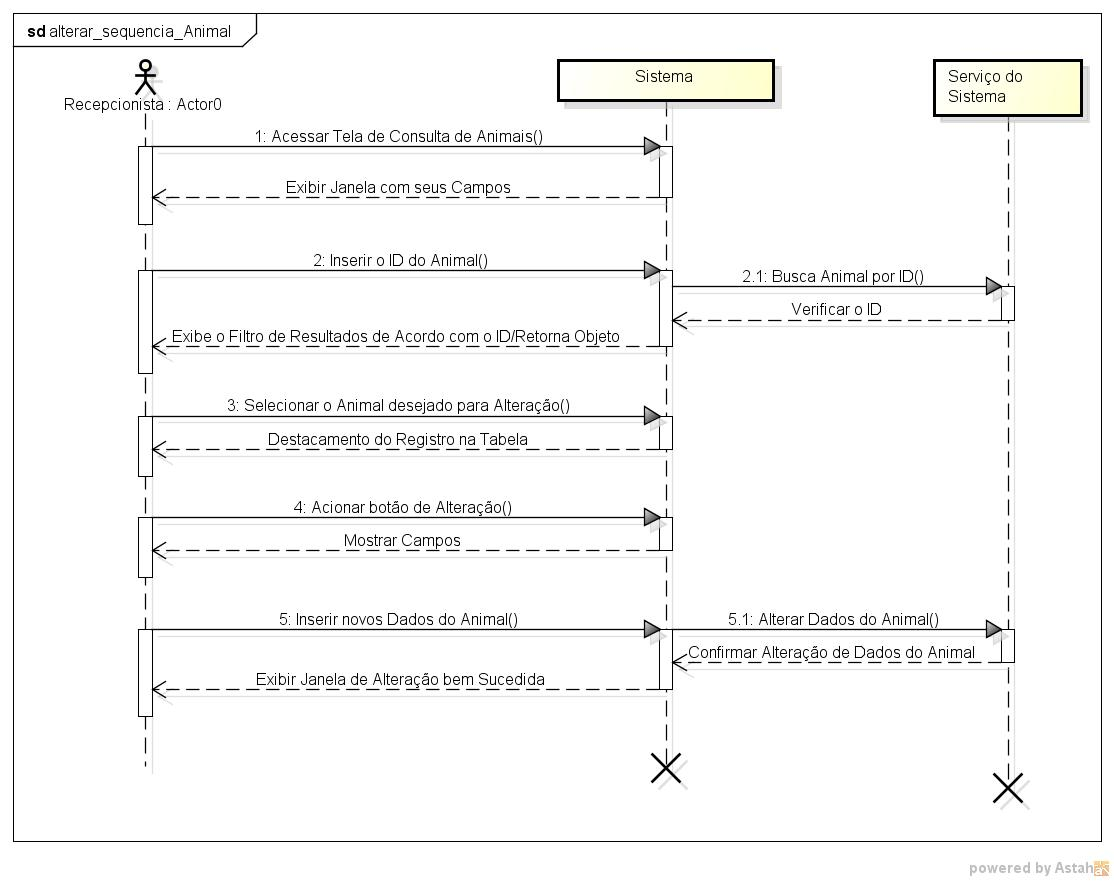 sd alterar_sequencia_Animal
Recepcionista : Actor0
Sistema
Serviço do
Sistema
1: Acessar Tela de Consulta de Animais()
Exibir Janela com seus Campos
2: Inserir o ID do Animal()
2.1: Busca Animal por ID()
Verificar o ID
Exibe o Filtro de Resultados de Acordo com o ID/Retorna Objeto
3: Selecionar o Animal desejado para Alteração()
Destacamento do Registro na Tabela
4: Acionar botão de Alteração()
Mostrar Campos
5: Inserir novos Dados do Animal()
5.1: Alterar Dados do Animal()
Confirmar Alteração de Dados do Animal
Exibir Janela de Alteração bem Sucedida
powered by Astah